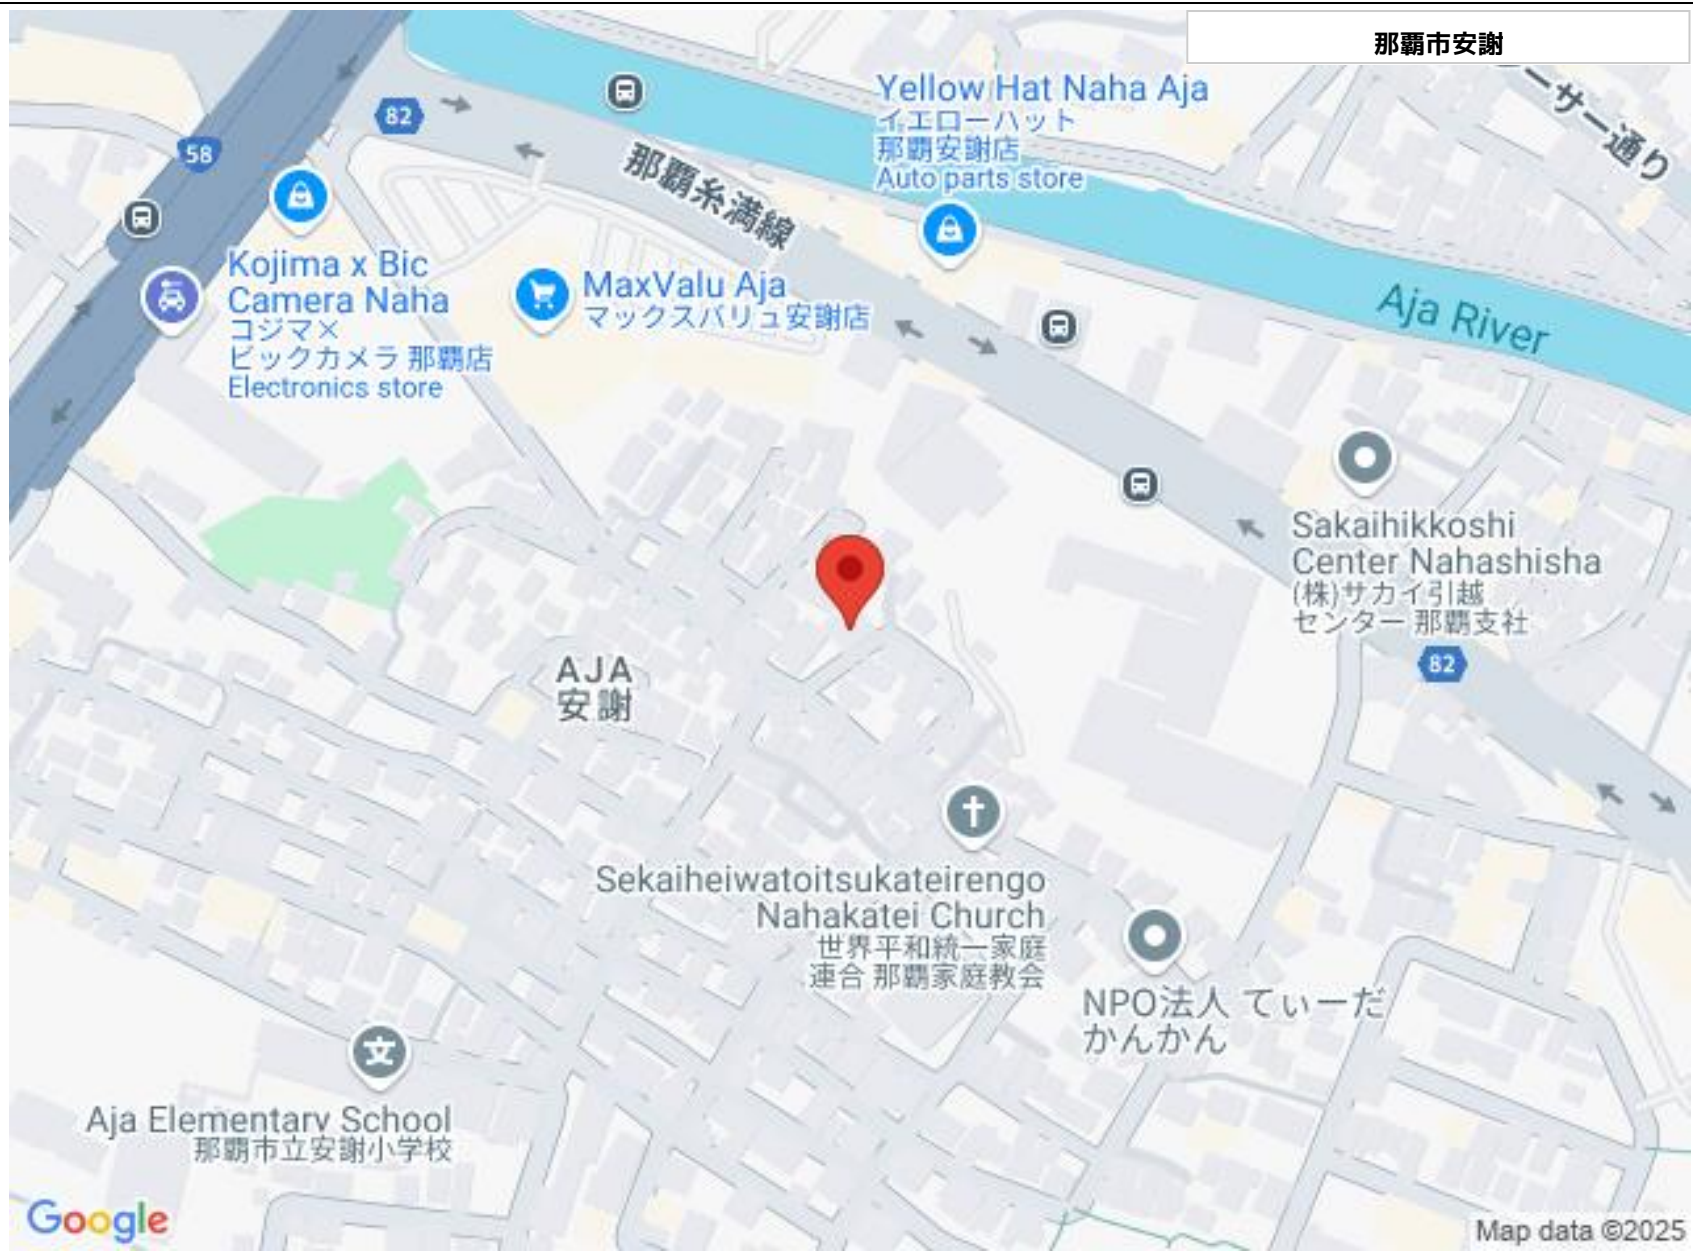 那覇市安謝
Yellow Hat Naha Aja
イエローハット
那覇安謝店
Auto parts store
ーサー通り
82
58
那覇糸満線
Kojima x Bic
Camera Naha
コジマ×
ビックカメラ 那覇店
Electronics store
MaxValu Aja
マックスバリュ安謝店
Aja River
Sakaihikkoshi
Center Nahashisha
(株)サカイ引越
センター 那覇支社
82
AJA
安謝
Sekaiheiwatoitsukateirengo
Nahakatei Church
世界平和統一家庭
連合 那覇家庭教会
NPO法人 てぃーだ
かんかん
Aja Elementary School
那覇市立安謝小学校
Google
Map data ©2025